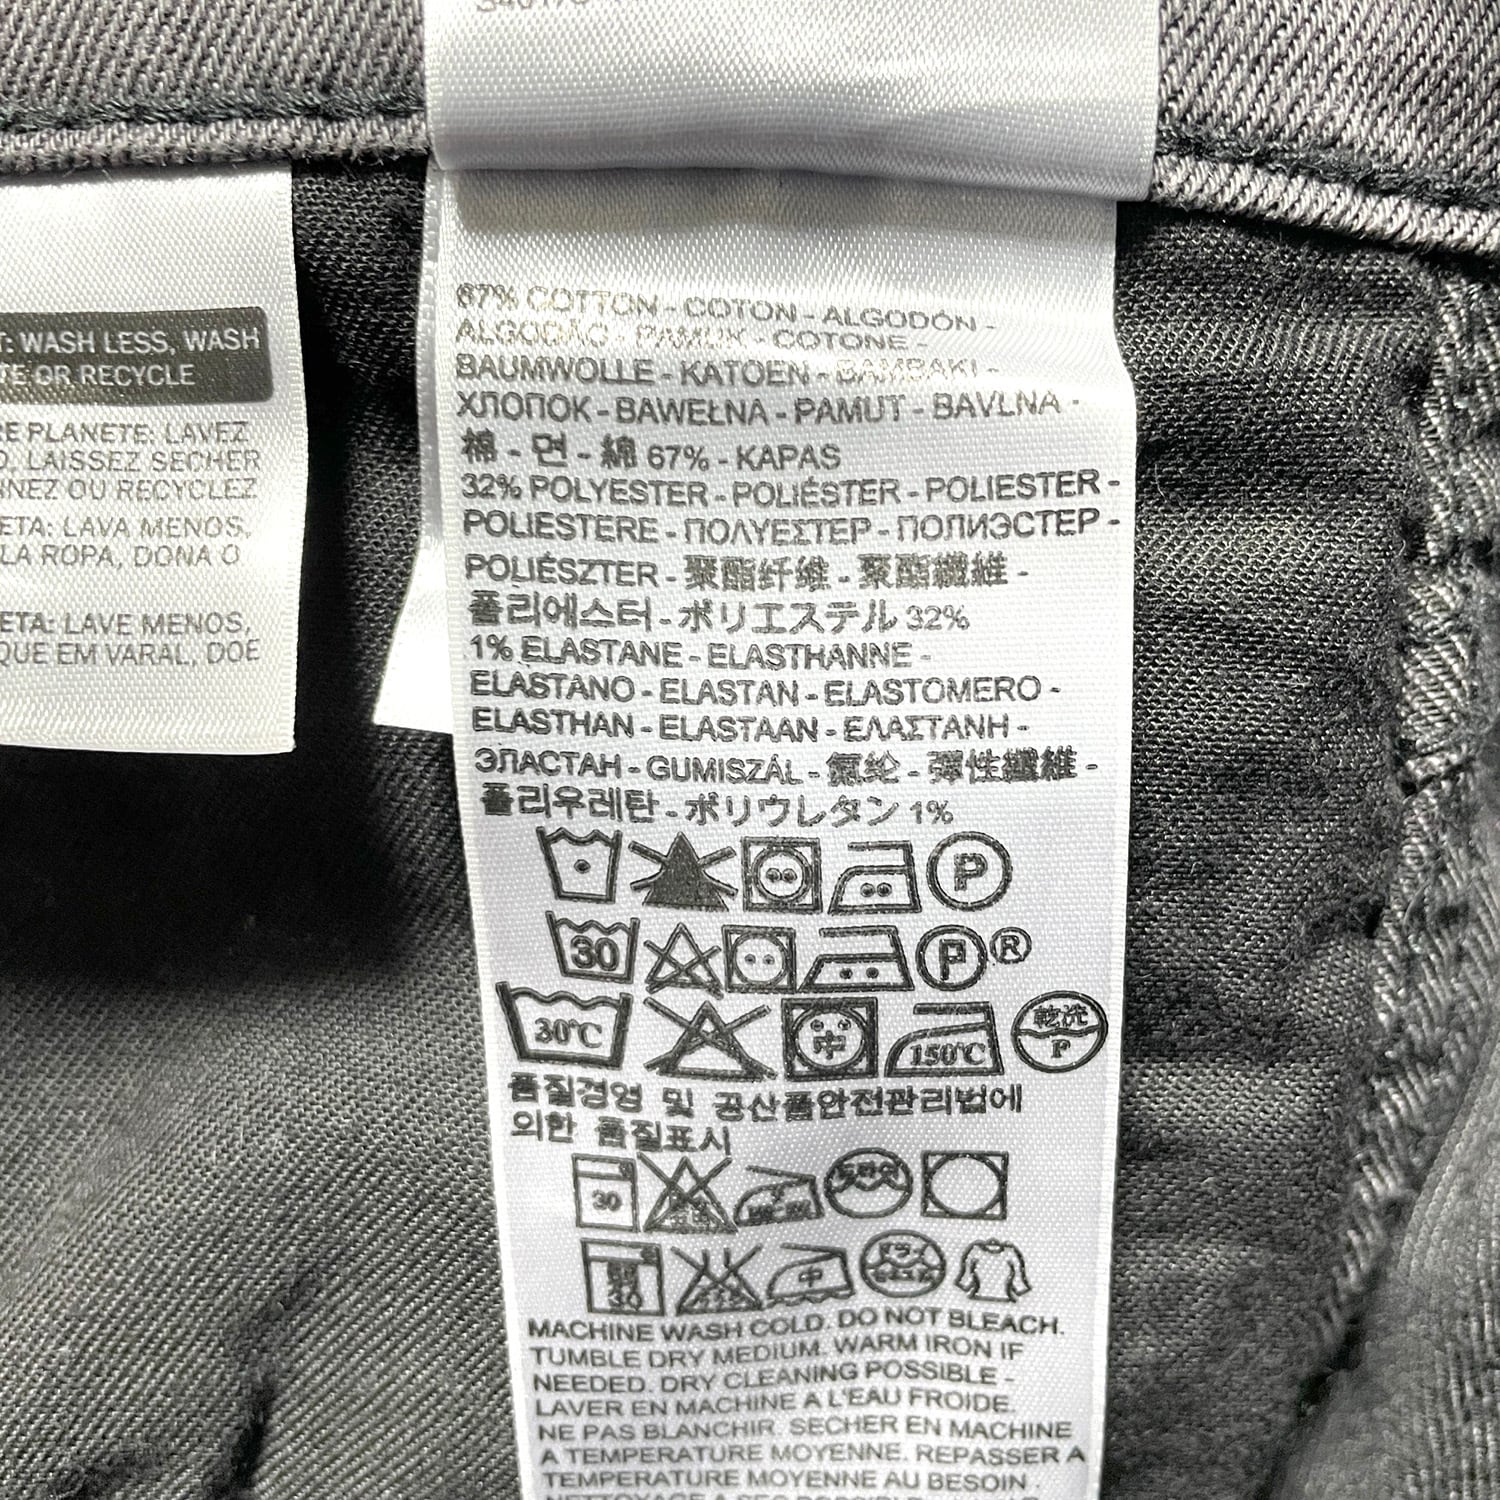 T: WASH LESS, WASH
TE OR RECYCLE
RE PLANETE: LAVEZ
D, LAISSEZ SECHER
NNEZ OU RECYCLEZ
ETA: LAVA MENOS,
LA ROPA, DONA O
ETA: LAVE MENOS,
QUE EM VARAL, DOE
67% COTTON - COTON - ALGODÓN -
ALGODÃO - PAMUK - COTONE -
BAUMWOLLE - KATOEN - BAMBAKI -
ХЛОПОК - BAWEŁNA - PAMUT - BAVLNA -
棉 - 면 - 綿 67% - KAPAS
32% POLYESTER - POLIÉSTER - POLIESTER -
POLIESTERE - ΠΟΛΥΕΣΤΕΡ - ПОЛИЭСТЕР -
POLIÉSZTER - 聚酯纤维 - 聚酯纖維 -
폴리에스터 - ポリエステル 32%
1% ELASTANE - ELASTHANNE -
ELASTANO - ELASTAN - ELASTOMERO -
ELASTHAN - ELASTAAN - ΕΛΑΣΤΑΝΗ -
ЭЛАСТАН - GUMISZÁL - 氨纶 - 彈性纖維 -
폴리우레탄 - ポリウレタン 1%
P
30 P ®
30℃ 中 150℃ 乾洗 P
품질경영 및 공산품안전관리법에
의한 품질표시
30
30 中 ドライ
MACHINE WASH COLD. DO NOT BLEACH.
TUMBLE DRY MEDIUM. WARM IRON IF
NEEDED. DRY CLEANING POSSIBLE -
LAVER EN MACHINE A L'EAU FROIDE.
NE PAS BLANCHIR. SECHER EN MACHINE
A TEMPERATURE MOYENNE. REPASSER A
TEMPERATURE MOYENNE AU BESOIN.